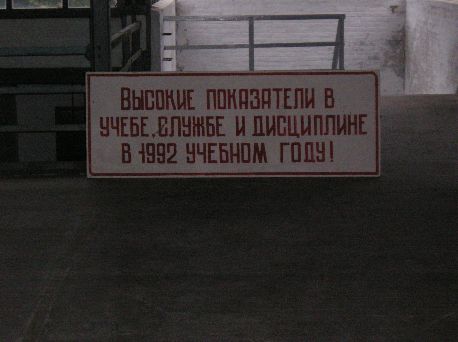 ВЫСОКИЕ ПОКАЗАТЕЛИ В
УЧЕБЕ, СЛУЖБЕ И ДИСЦИПЛИНЕ
В 1992 УЧЕБНОМ ГОДУ!